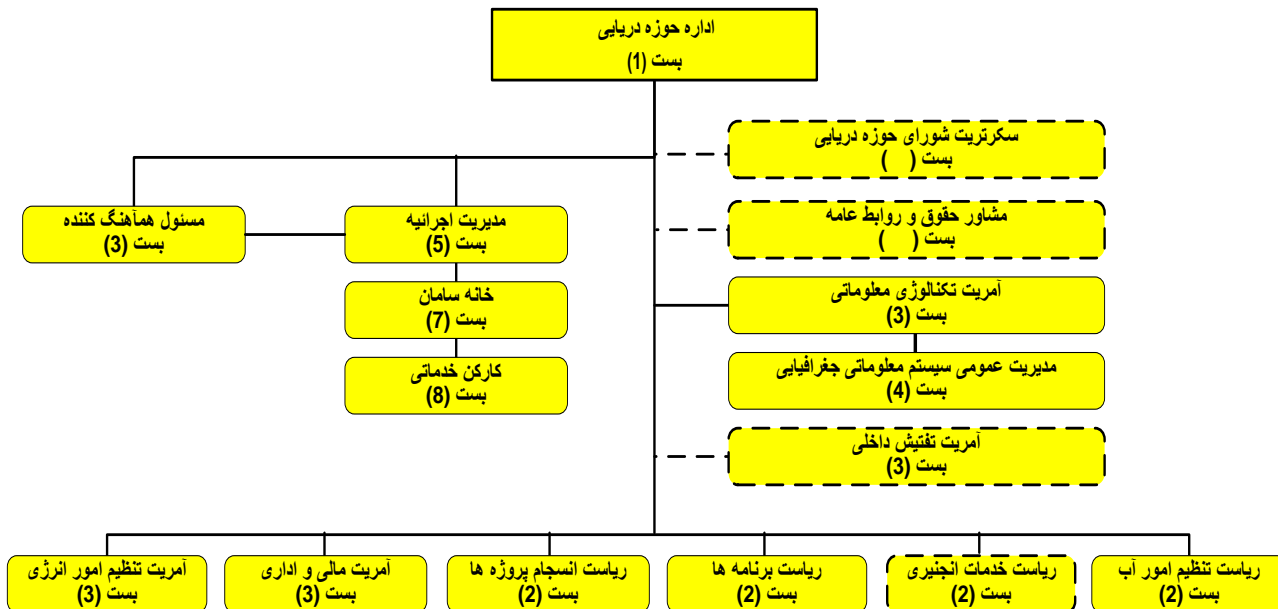 اداره حوزه دریایی
بست (1)
سکرتریت شورای حوزه دریایی
بست (   )
مشاور حقوق و روابط عامه
بست (   )
مدیریت اجرائیه
بست (5)
مسئول همآهنگ کننده
بست (3)
خانه سامان
بست (7)
کارکن خدماتی
بست (8)
آمریت تکنالوژی معلوماتی
بست (3)
مدیریت عمومی سیستم معلوماتی جغرافیایی
بست (4)
آمریت تفتیش داخلی
بست (3)
ریاست تنظیم امور آب
بست (2)
ریاست خدمات انجنیری
بست (2)
ریاست برنامه ها
بست (2)
ریاست انسجام پروژه ها
بست (2)
آمریت مالی و اداری
بست (3)
آمریت تنظیم امور انرژی
بست (3)